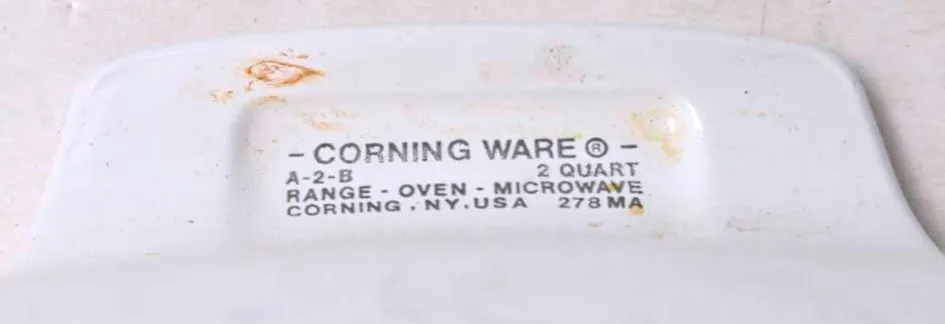 - CORNING WARE ® -
A-2-B 2 QUART
RANGE - OVEN - MICROWAVE
CORNING, NY, USA 278 MA